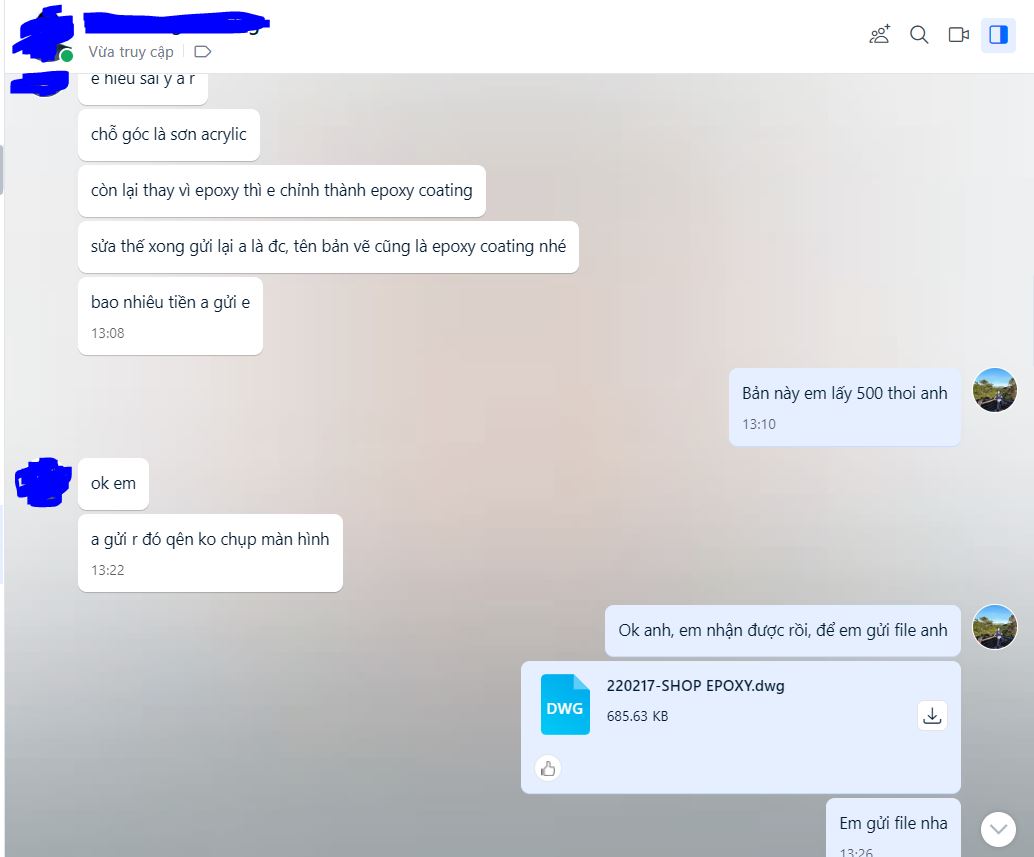 Vừa truy cập
e hiểu sai ý a r
chỗ góc là sơn acrylic
còn lại thay vì epoxy thì e chỉnh thành epoxy coating
sửa thế xong gửi lại a là đc, tên bản vẽ cũng là epoxy coating nhé
bao nhiêu tiền a gửi e
13:08
Bản này em lấy 500 thoi anh
13:10
ok em
a gửi r đó qên ko chụp màn hình
13:22
Ok anh, em nhận được rồi, để em gửi file anh
DWG
220217-SHOP EPOXY.dwg
685.63 KB
Em gửi file nha
13:26